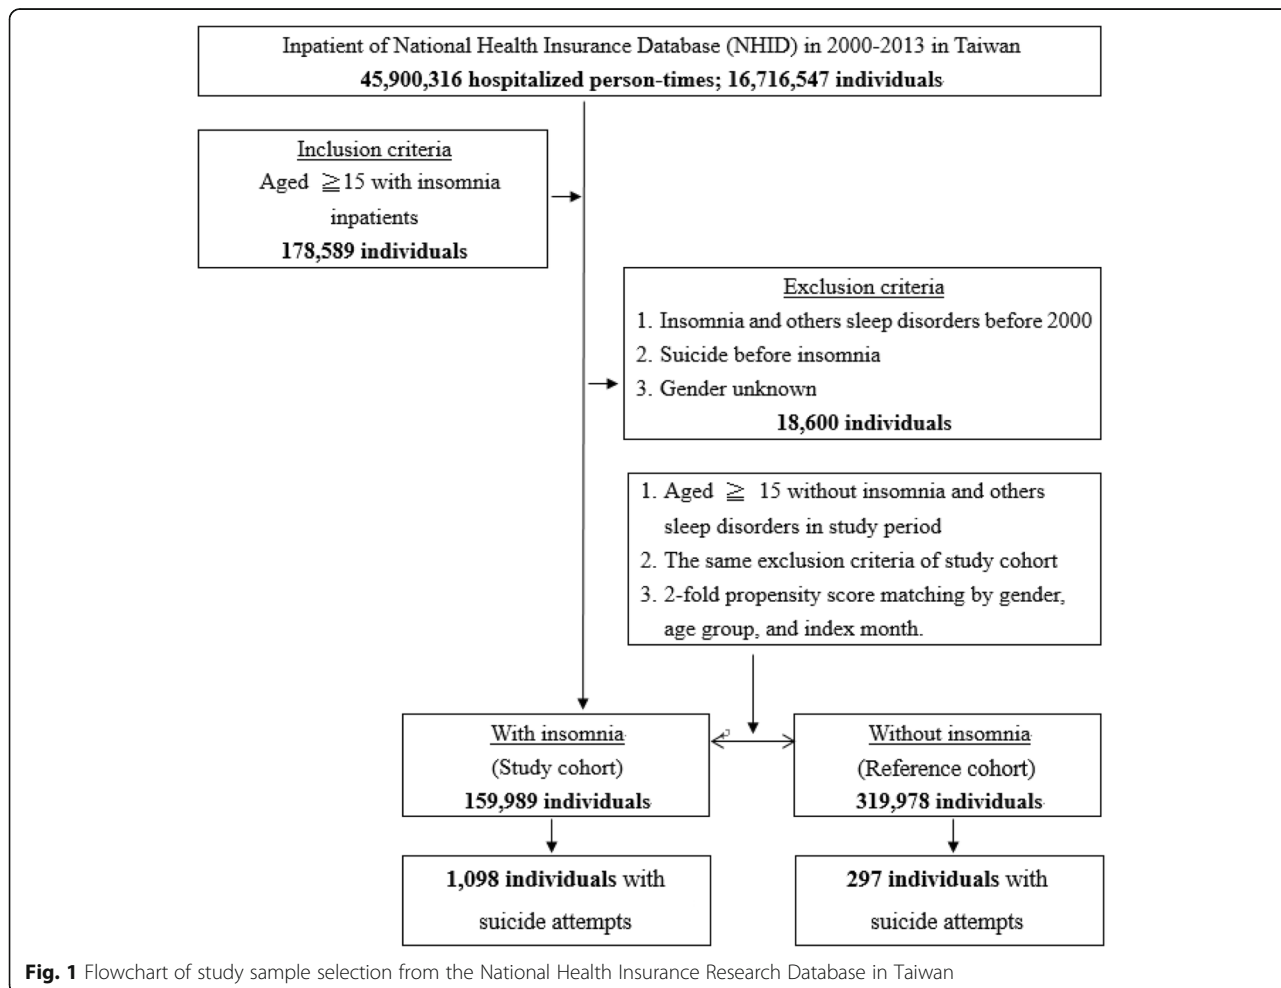 Inpatient of National Health Insurance Database (NHID) in 2000-2013 in Taiwan
45,900,316 hospitalized person-times; 16,716,547 individuals
Inclusion criteria
Aged ≧15 with insomnia
inpatients
178,589 individuals
Exclusion criteria
1. Insomnia and others sleep disorders before 2000
2. Suicide before insomnia
3. Gender unknown
18,600 individuals
1. Aged ≧ 15 without insomnia and others
sleep disorders in study period
2. The same exclusion criteria of study cohort
3. 2-fold propensity score matching by gender,
age group, and index month.
With insomnia
(Study cohort)
159,989 individuals
Without insomnia
(Reference cohort)
319,978 individuals
1,098 individuals with
suicide attempts
297 individuals with
suicide attempts
Fig. 1 Flowchart of study sample selection from the National Health Insurance Research Database in Taiwan